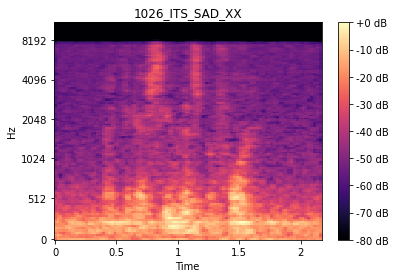 1026_ITS_SAD_XX
8192
4096
2048
1024
512
0
Hz
0
0.5
1
1.5
2
Time
+0 dB
-10 dB
-20 dB
-30 dB
-40 dB
-50 dB
-60 dB
-70 dB
-80 dB